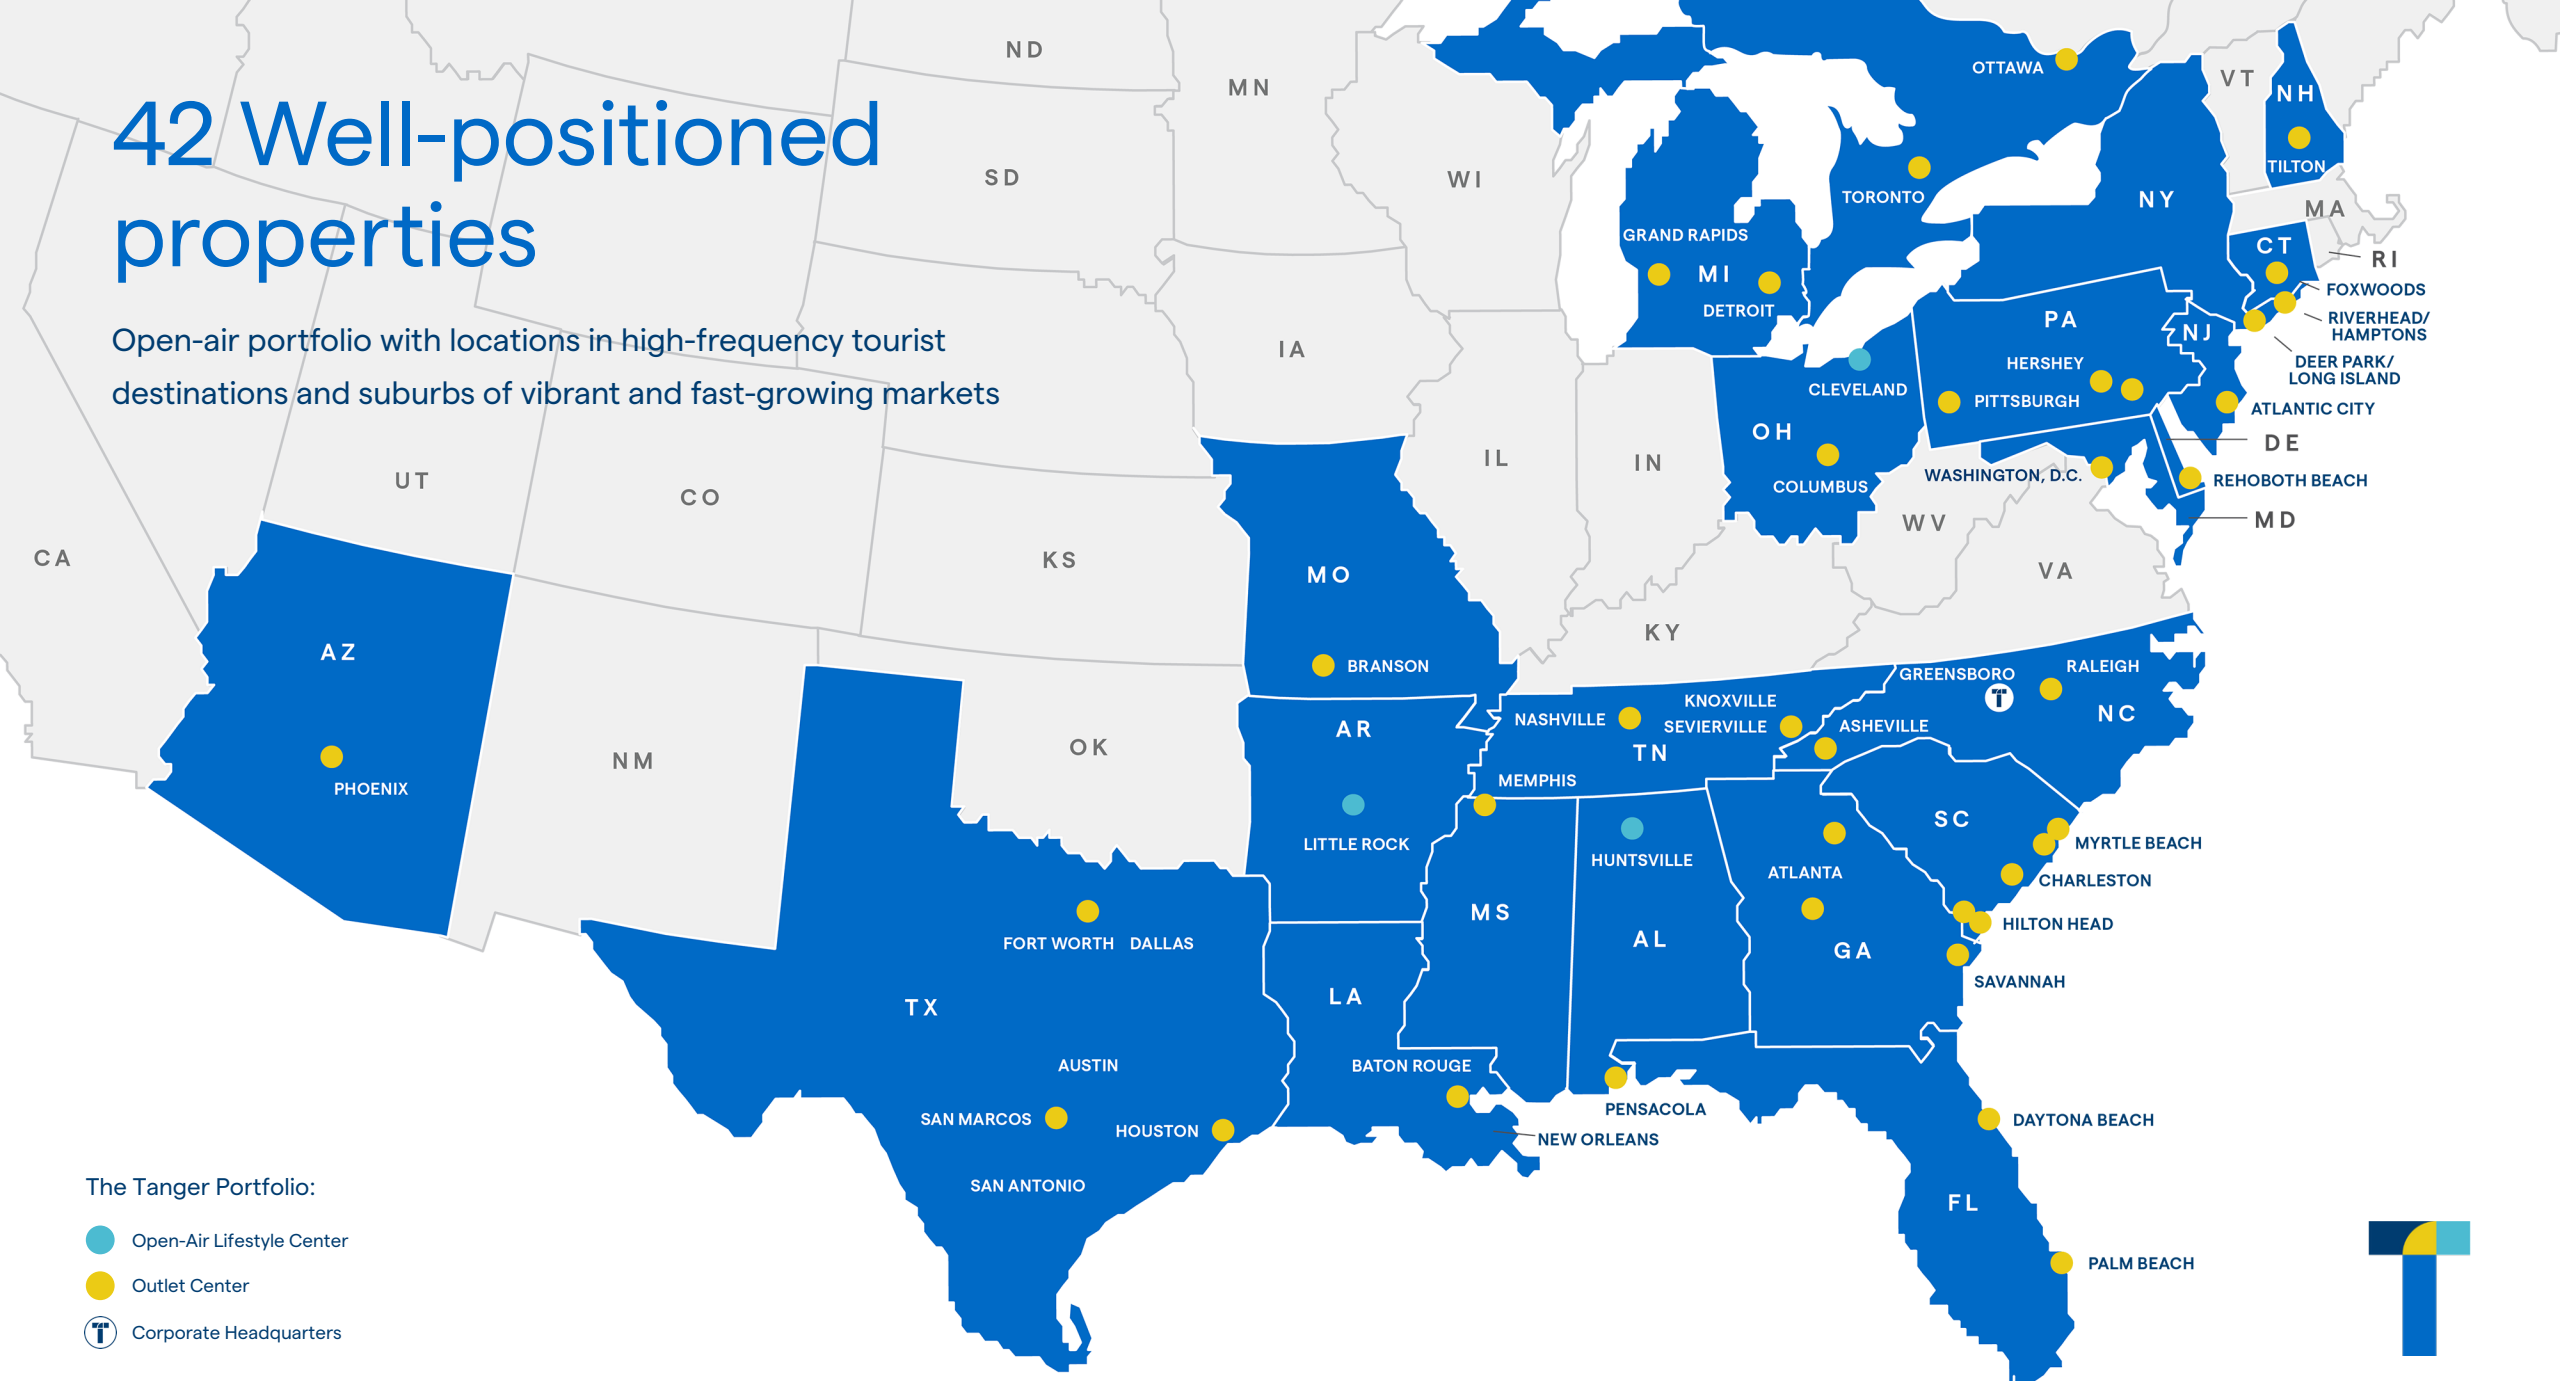 42 Well-positioned
properties
Open-air portfolio with locations in high-frequency tourist
destinations and suburbs of vibrant and fast-growing markets
ND
MN
SD
WI
IA
UT
CO
CA
KS
IL
IN
WV
VA
KY
NM
OK
OTTAWA
VT
NH
TILTON
TORONTO
NY
MA
CT
RI
FOXWOODS
RIVERHEAD/
HAMPTONS
DEER PARK/
LONG ISLAND
GRAND RAPIDS
MI
DETROIT
PA
NJ
HERSHEY
PITTSBURGH
ATLANTIC CITY
DE
CLEVELAND
OH
COLUMBUS
WASHINGTON, D.C.
REHOBOTH BEACH
MD
MO
BRANSON
AZ
PHOENIX
AR
LITTLE ROCK
NASHVILLE
KNOXVILLE
SEVIERVILLE
TN
MEMPHIS
GREENSBORO
T
RALEIGH
NC
ASHEVILLE
SC
MYRTLE BEACH
CHARLESTON
HILTON HEAD
SAVANNAH
HUNTSVILLE
ATLANTA
MS
AL
GA
FORT WORTH
DALLAS
TX
LA
AUSTIN
SAN MARCOS
HOUSTON
SAN ANTONIO
BATON ROUGE
NEW ORLEANS
PENSACOLA
DAYTONA BEACH
FL
PALM BEACH
The Tanger Portfolio:
Open-Air Lifestyle Center
Outlet Center
T
Corporate Headquarters
T